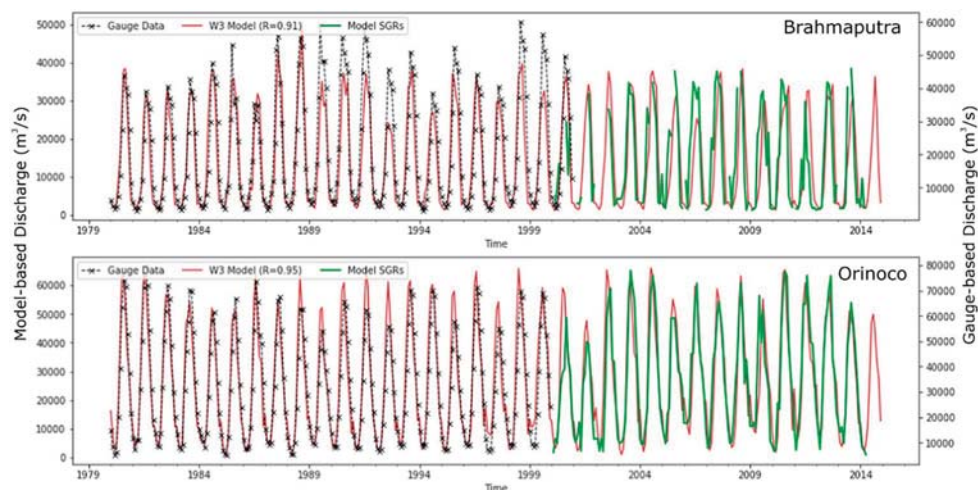 Gauge Data W3 Model (R=0.91) Model SGRs
Brahmaputra
50000
40000
30000
20000
10000
0
60000
50000
40000
30000
20000
10000
1979 1984 1989 1994 1999 2004 2009 2014
Time
Model-based Discharge (m³/s)
Gauge-based Discharge (m³/s)
Gauge Data W3 Model (R=0.95) Model SGRs
Orinoco
60000
50000
40000
30000
20000
10000
0
80000
70000
60000
50000
40000
30000
20000
10000
1979 1984 1989 1994 1999 2004 2009 2014
Time